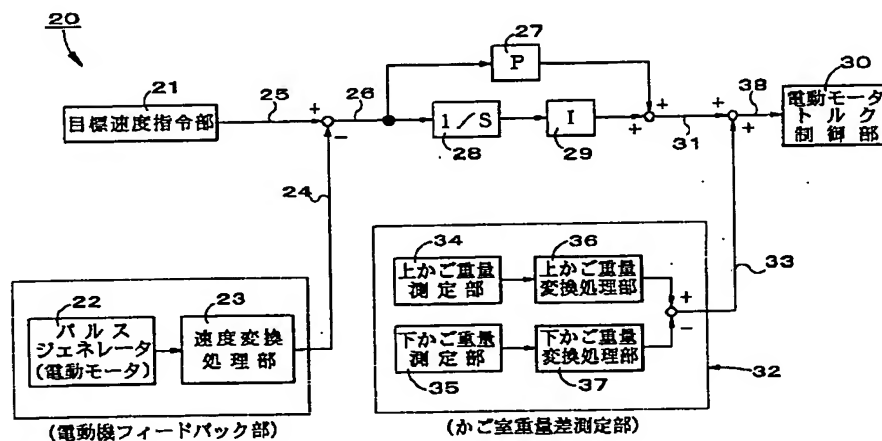 20
27
P
30
電動モータ
トルク
制御部
21
目標速度指令部
25
+
−
26
1/S
28
I
29
+
+
31
+
+
38
24
33
34
上かご重量
測定部
36
上かご重量
変換処理部
+
−
下かご重量
測定部
35
下かご重量
変換処理部
37
32
22
パルス
ジェネレータ
(電動モータ)
23
速度変換
処理部
(電動機フィードバック部)
(かご室重量差測定部)